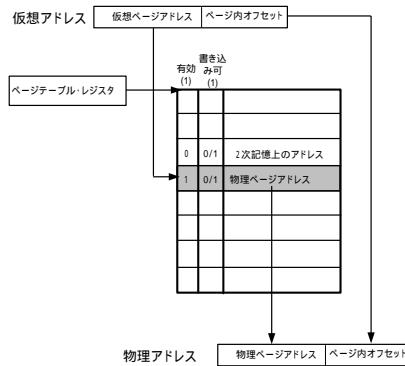 仮想アドレス
仮想ページアドレス
ページ内オフセット
ページテーブル・レジスタ
有効
(1)
書き込
み可
(1)
0
0/1
2次記憶上のアドレス
1
0/1
物理ページアドレス
物理アドレス
物理ページアドレス
ページ内オフセット